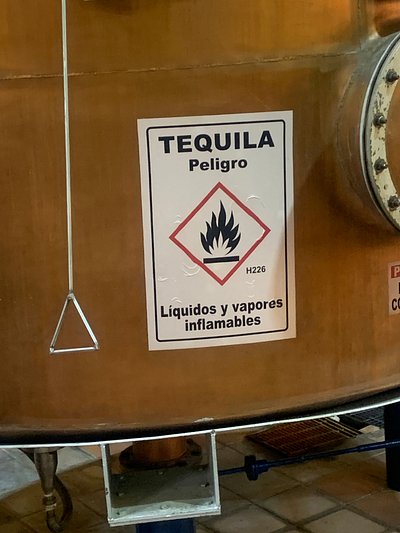 TEQUILA
Peligro
H226
Líquidos y vapores
inflamables